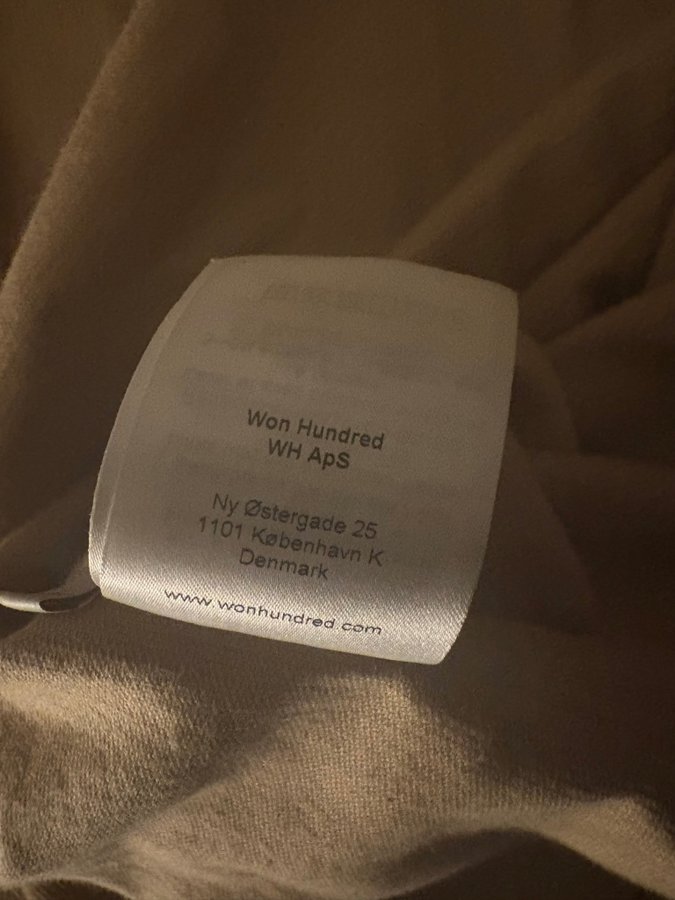 Won Hundred
WH ApS
Ny Østergade 25
1101 København K
Denmark
www.wonhundred.com